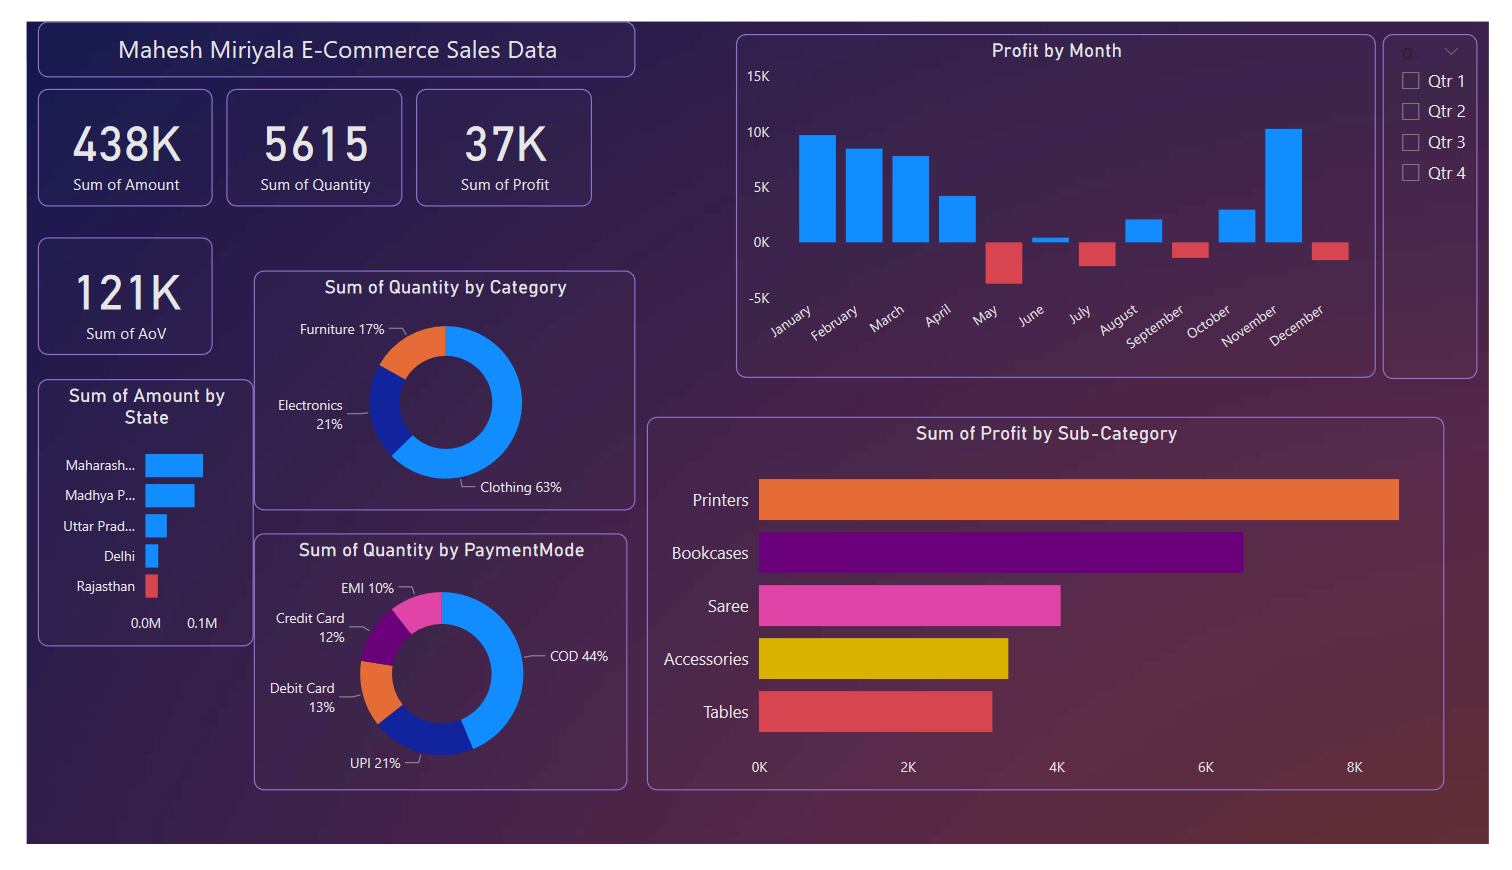 Mahesh Miriyala E-Commerce Sales Data
438K
Sum of Amount
5615
Sum of Quantity
37K
Sum of Profit
121K
Sum of AoV
Sum of Amount by
State
Maharash...
Madhya P...
Uttar Prad...
Delhi
Rajasthan
0.0M 0.1M
Sum of Quantity by Category
Furniture 17%
Electronics
21%
Clothing 63%
Sum of Quantity by PaymentMode
EMI 10%
Credit Card
12%
COD 44%
Debit Card
13%
UPI 21%
Profit by Month
15K
10K
5K
0K
-5K
January February March April May June July August September October November December
Q...
Qtr 1
Qtr 2
Qtr 3
Qtr 4
Sum of Profit by Sub-Category
Printers
Bookcases
Saree
Accessories
Tables
0K 2K 4K 6K 8K